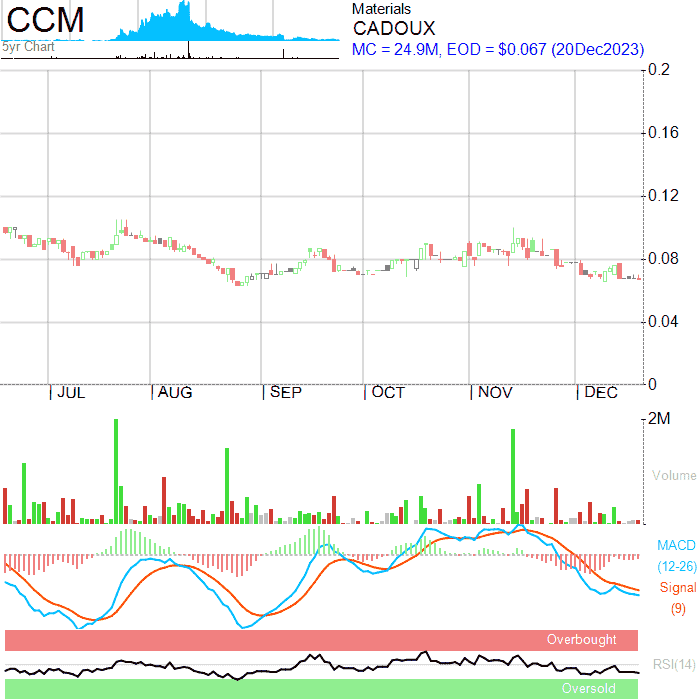 CCM
5yr Chart
Materials
CADOUX
MC = 24.9M, EOD = $0.067 (20Dec2023)
0.2
0.16
0.12
0.08
0.04
0
JUL AUG SEP OCT NOV DEC
2M
Volume
MACD
(12-26)
Signal
(9)
Overbought
RSI(14)
Oversold